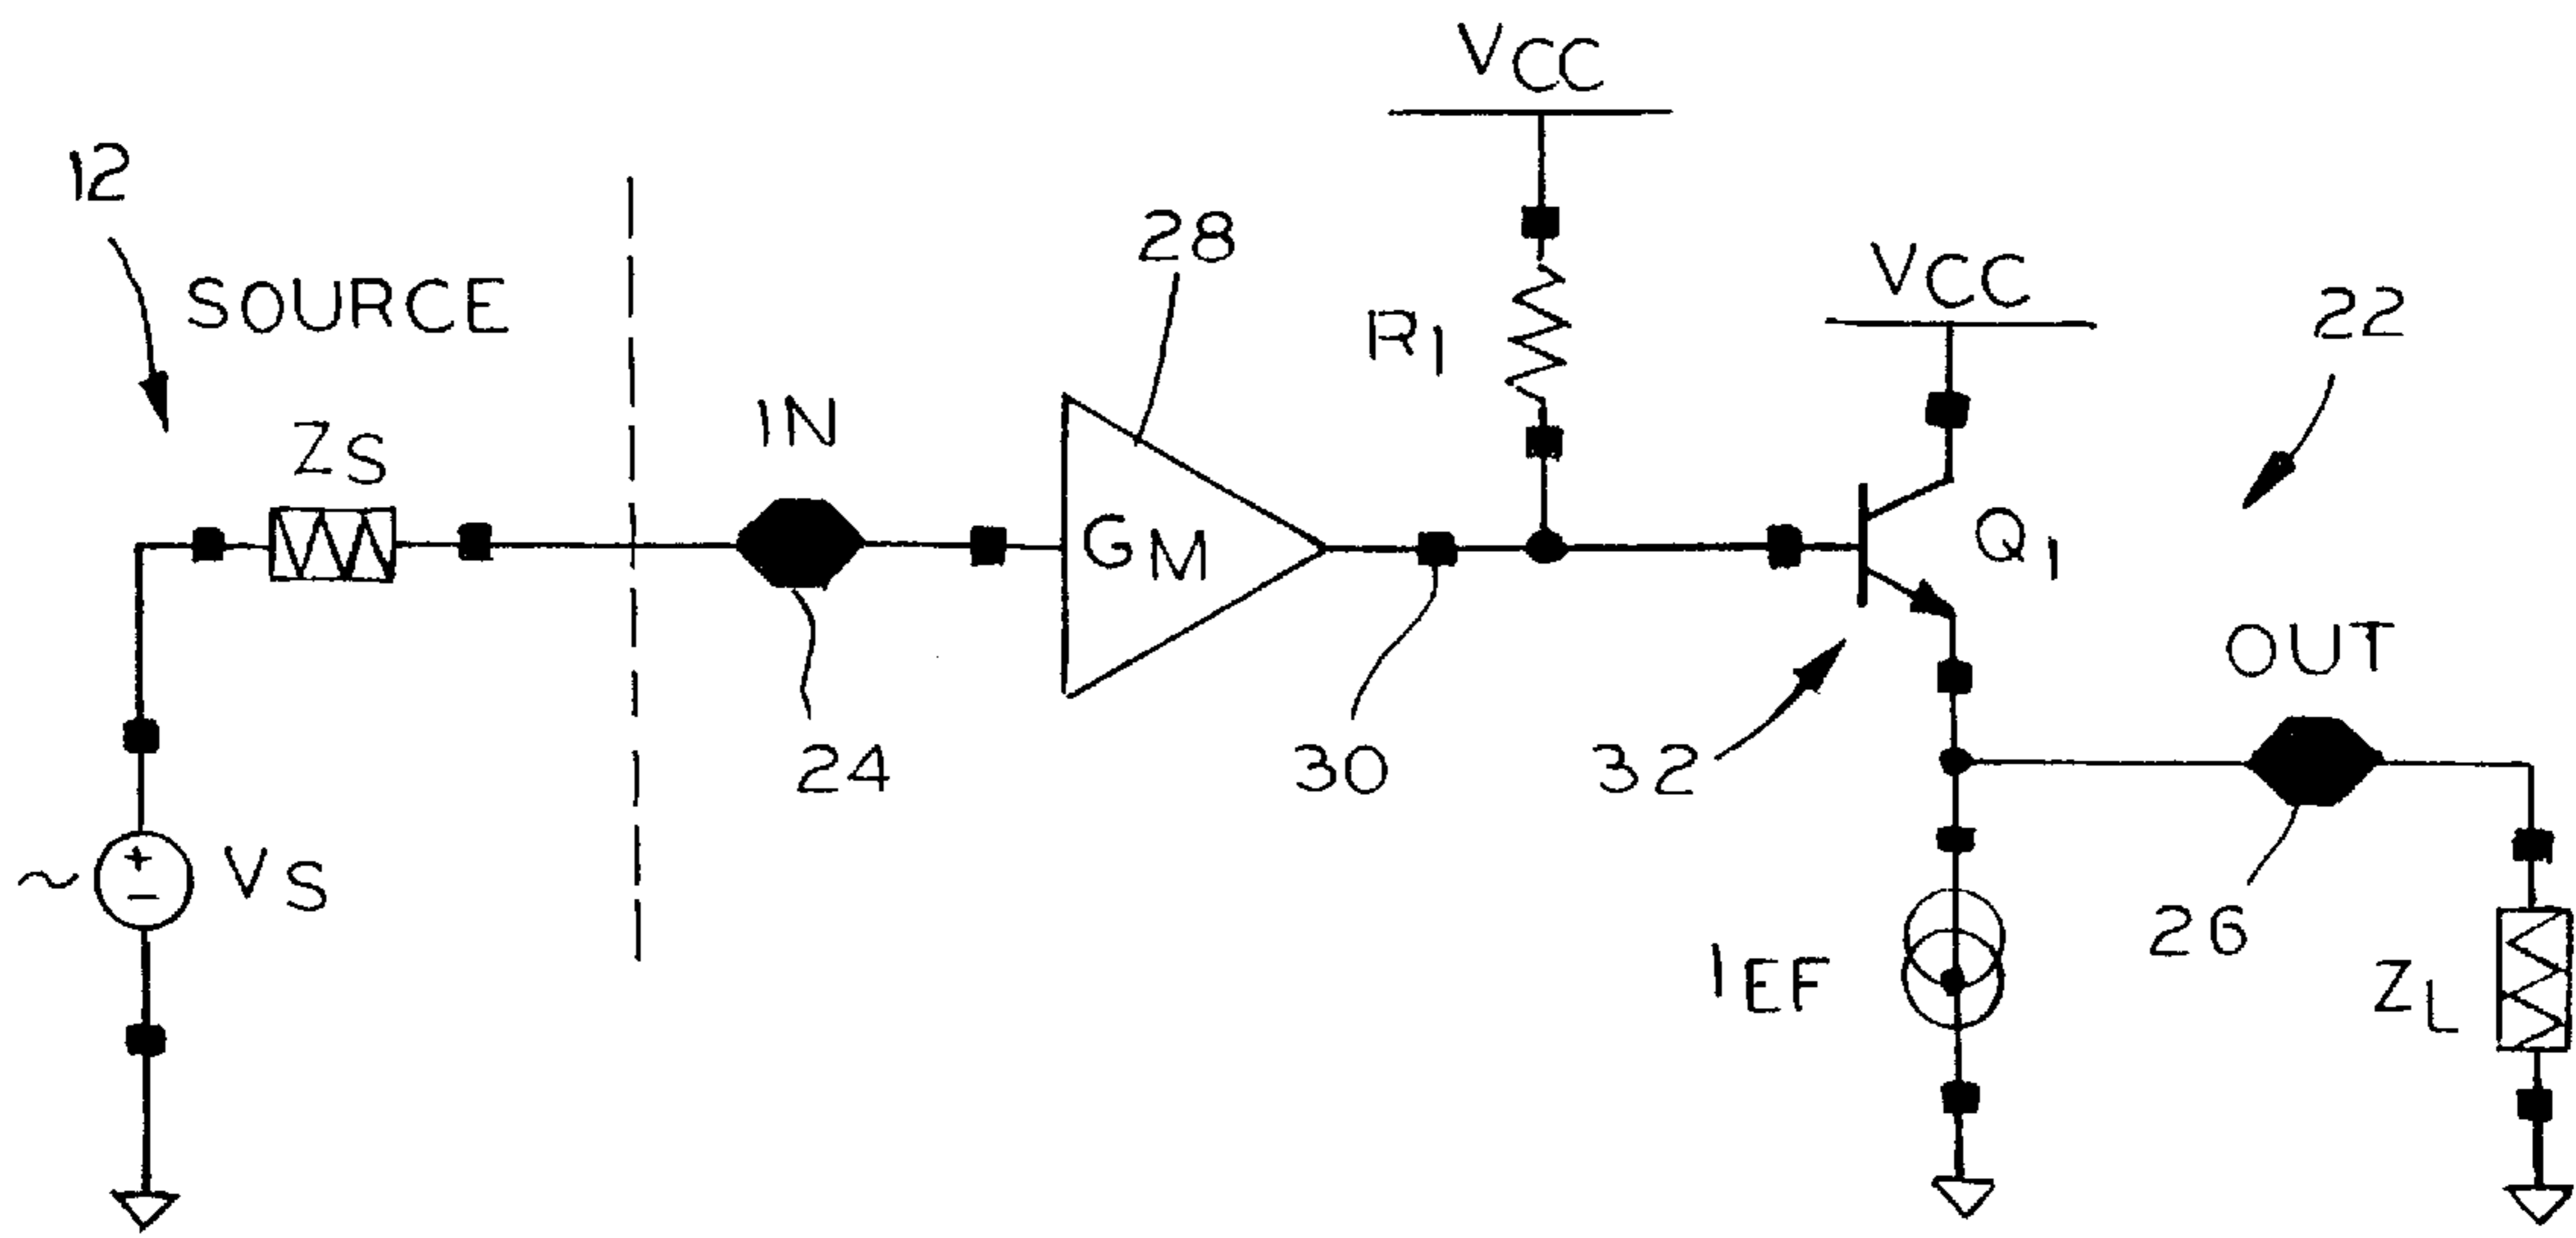 VCC
12
28
SOURCE
VCC
22
R1
IN
ZS
GM
Q1
OUT
24
30
32
~
+
-
VS
26
IEF
ZL